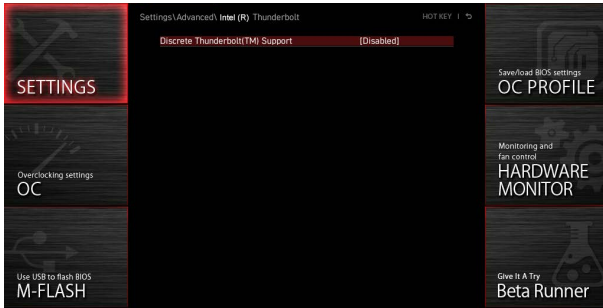 Settings\Advanced\ Intel (R) Thunderbolt
HOT KEY |
Discrete Thunderbolt(TM) Support [Disabled]
SETTINGS
Overclocking settings
OC
Use USB to flash BIOS
M-FLASH
Save/load BIOS settings
OC PROFILE
Monitoring and
fan control
HARDWARE
MONITOR
Give It A Try
Beta Runner